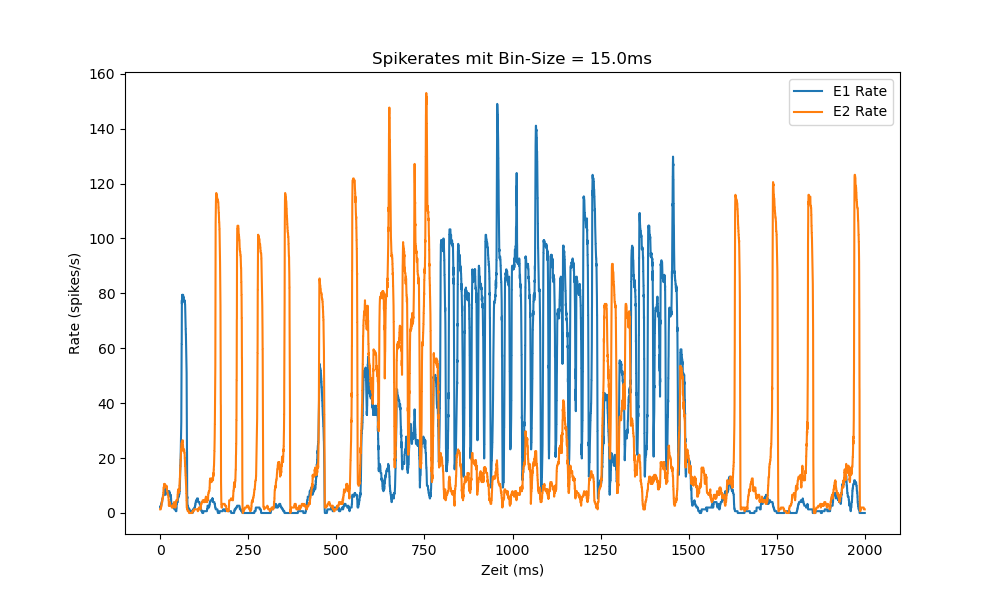 Spikerates mit Bin-Size = 15.0ms
E1 Rate
E2 Rate
Rate (spikes/s)
160
140
120
100
80
60
40
20
0
0 250 500 750 1000 1250 1500 1750 2000
Zeit (ms)